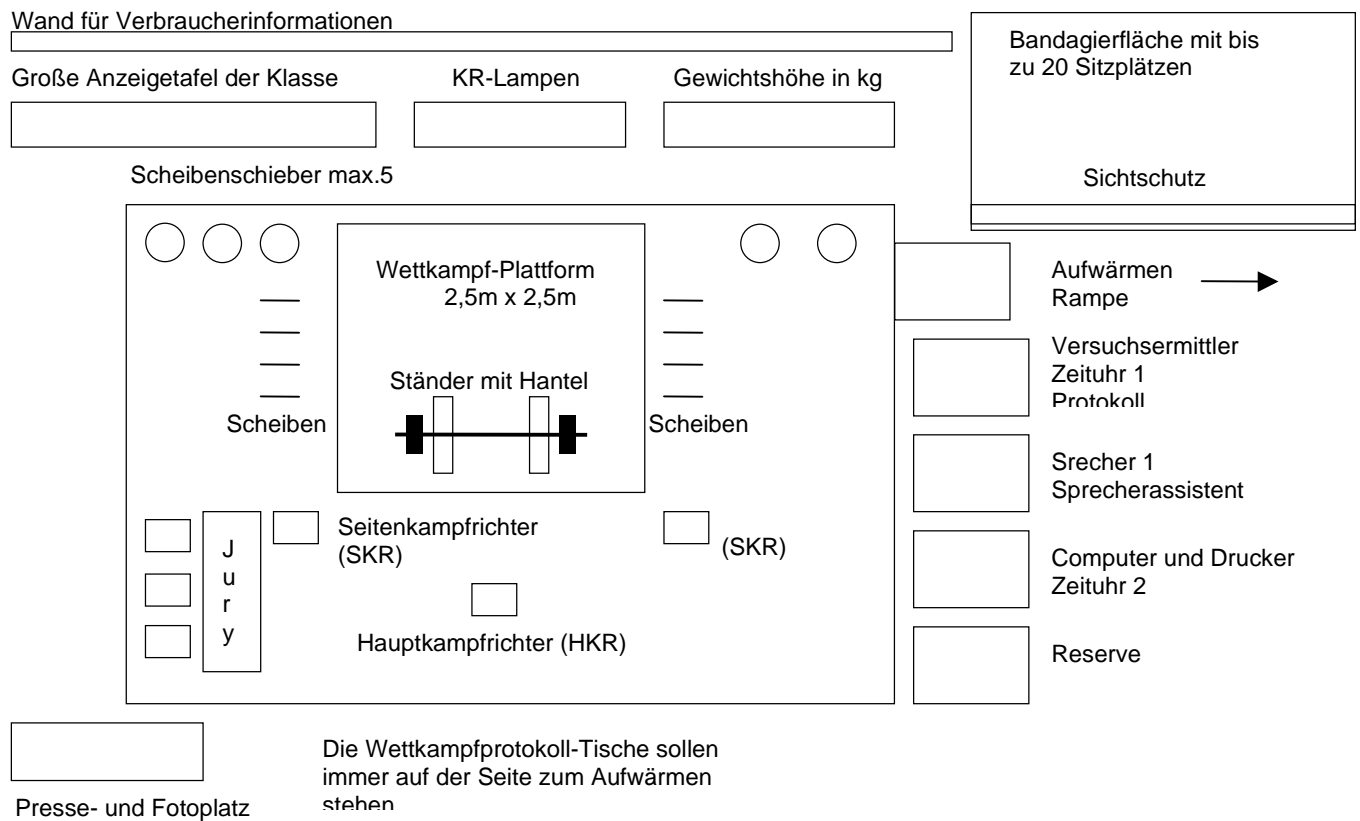 Wand für Verbraucherinformationen
Bandagierfläche mit bis
zu 20 Sitzplätzen
Sichtschutz
Große Anzeigetafel der Klasse
KR-Lampen
Gewichtshöhe in kg
Scheibenschieber max.5
Wettkampf-Plattform
2,5m x 2,5m
Ständer mit Hantel
Scheiben
Scheiben
Aufwärmen
Rampe
Versuchsermittler
Zeituhr 1
Protokoll
Srecher 1
Sprecherassistent
Computer und Drucker
Zeituhr 2
Reserve
Jury
Seitenkampfrichter
(SKR)
(SKR)
Hauptkampfrichter (HKR)
Presse- und Fotoplatz
Die Wettkampfprotokoll-Tische sollen
immer auf der Seite zum Aufwärmen
stehen